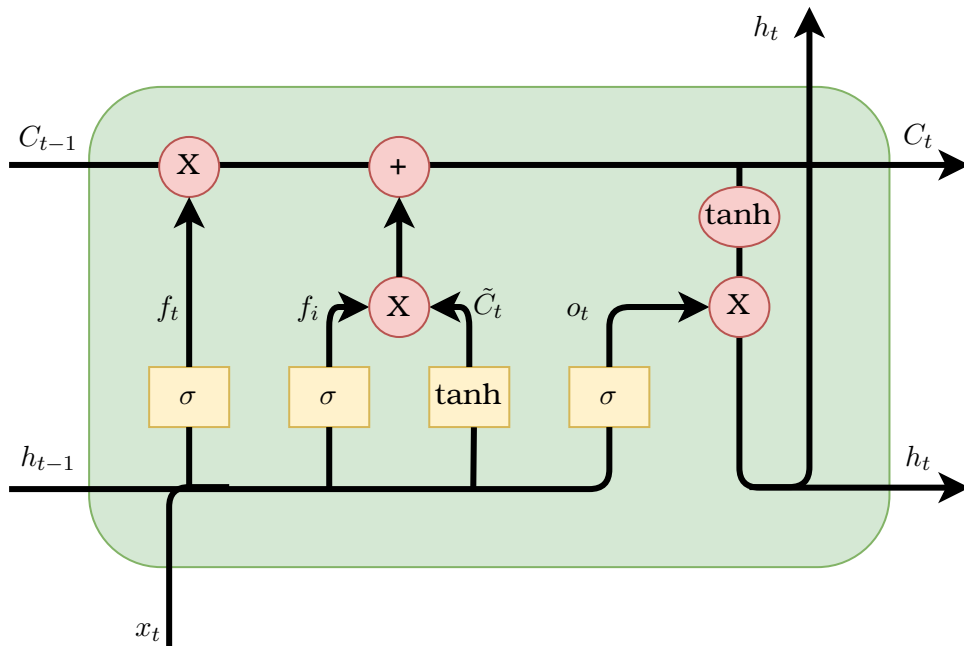 h_t
C_{t-1}
C_t
X
+
tanh
f_t
f_i
X
C̃_t
o_t
X
σ
σ
tanh
σ
h_{t-1}
h_t
x_t